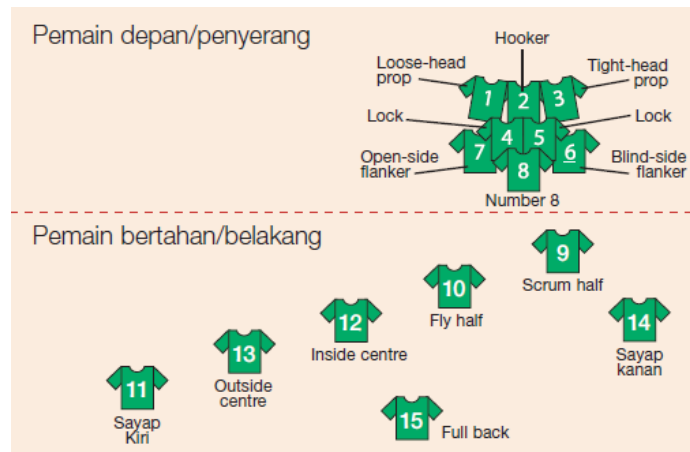 Pemain depan/penyerang
Hooker
Loose-head
prop
Tight-head
prop
1
2
3
Lock
Lock
4
5
Open-side
flanker
7
6
Blind-side
flanker
8
Number 8
Pemain bertahan/belakang
9
Scrum half
10
Fly half
12
Inside centre
14
Sayap
kanan
13
Outside
centre
11
Sayap
Kiri
15
Full back